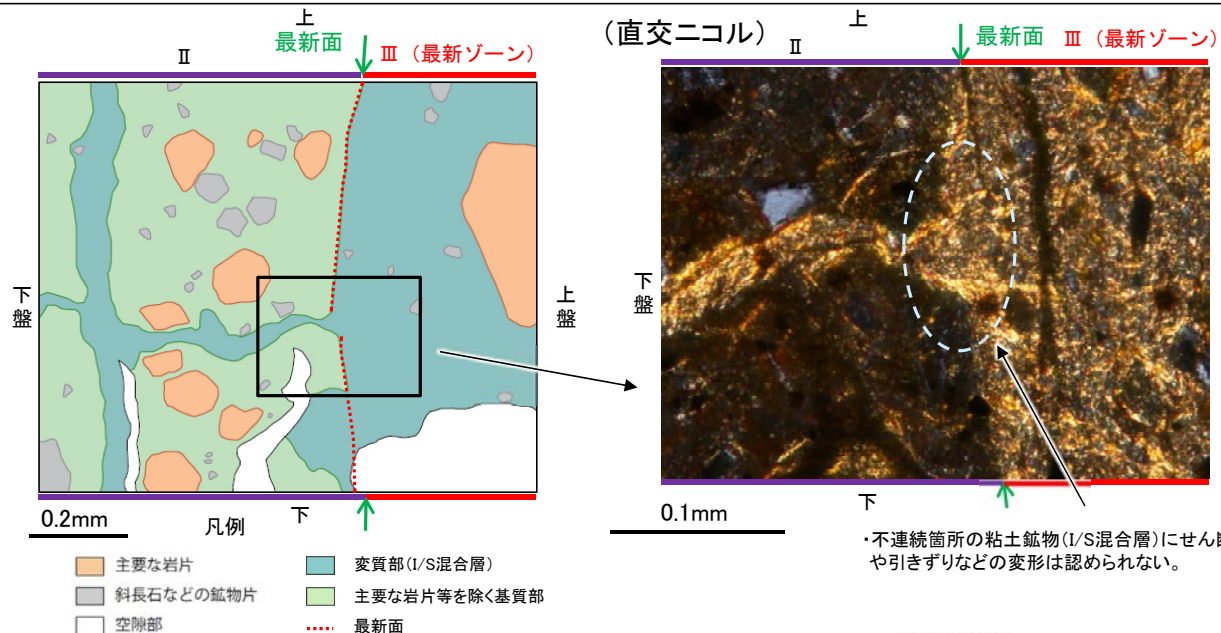 上
最新面
Ⅱ
Ⅲ（最新ゾーン）
下盤
上盤
下
0.2mm
凡例
主要な岩片
斜長石などの鉱物片
空隙部
変質部(I/S混合層)
主要な岩片等を除く基質部
最新面
（直交ニコル）
上
Ⅱ
最新面
Ⅲ（最新ゾーン）
下盤
下
0.1mm
・不連続箇所の粘土鉱物(I/S混合層)にせん
や引きずりなどの変形は認められない。